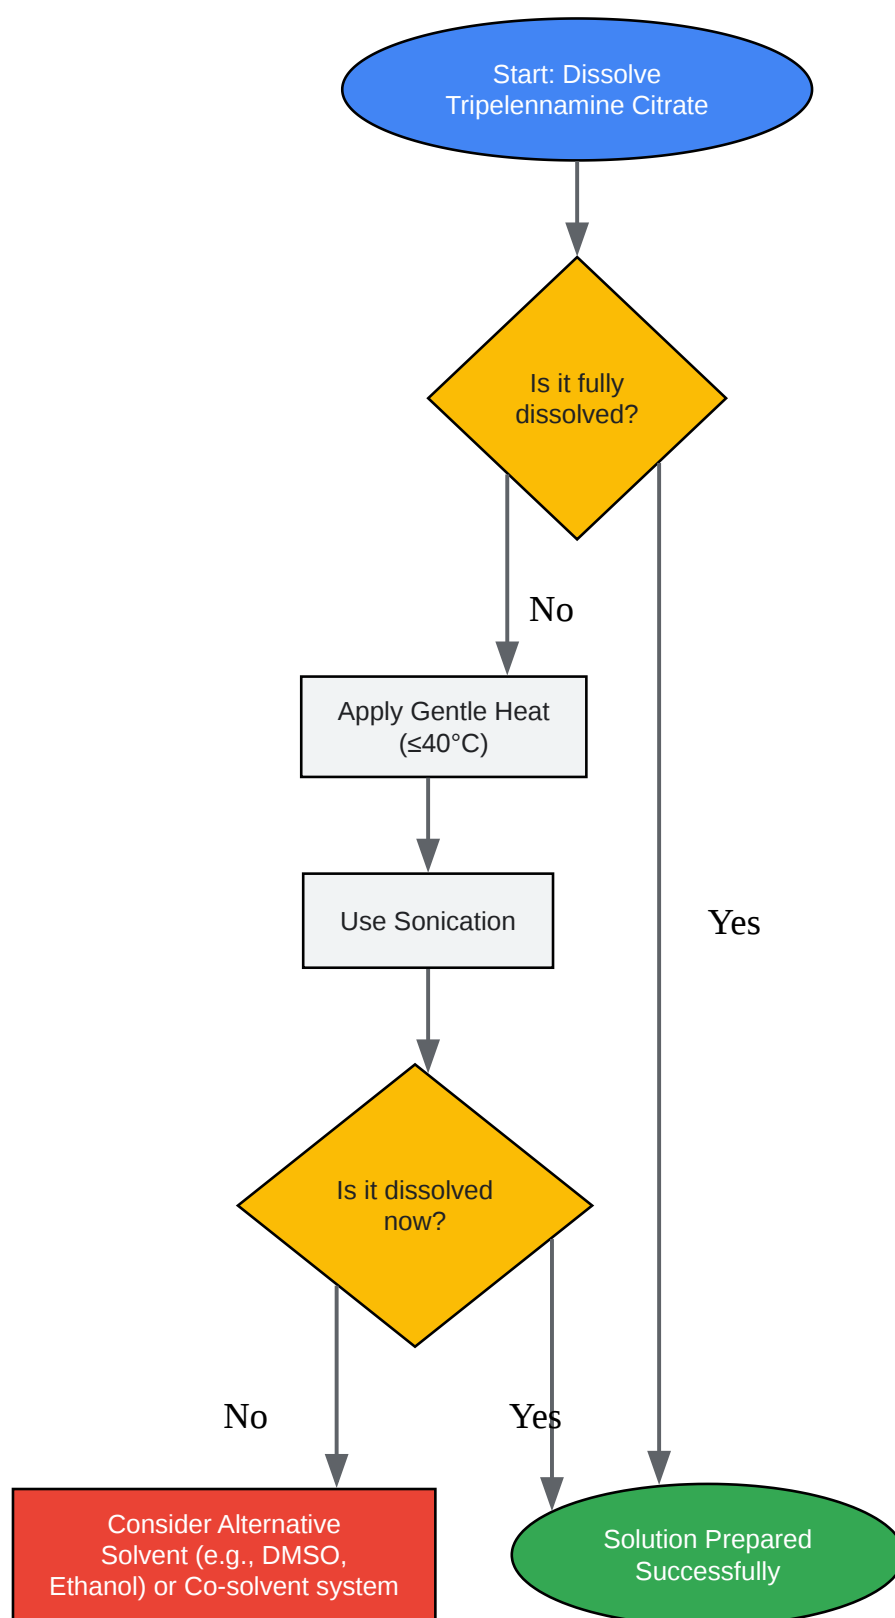 Start: Dissolve
Tripelennamine Citrate
Is it fully
dissolved?
No
Apply Gentle Heat
(≤40°C)
Use Sonication
Yes
Is it dissolved
now?
No
Yes
Consider Alternative
Solvent (e.g., DMSO,
Ethanol) or Co-solvent system
Solution Prepared
Successfully